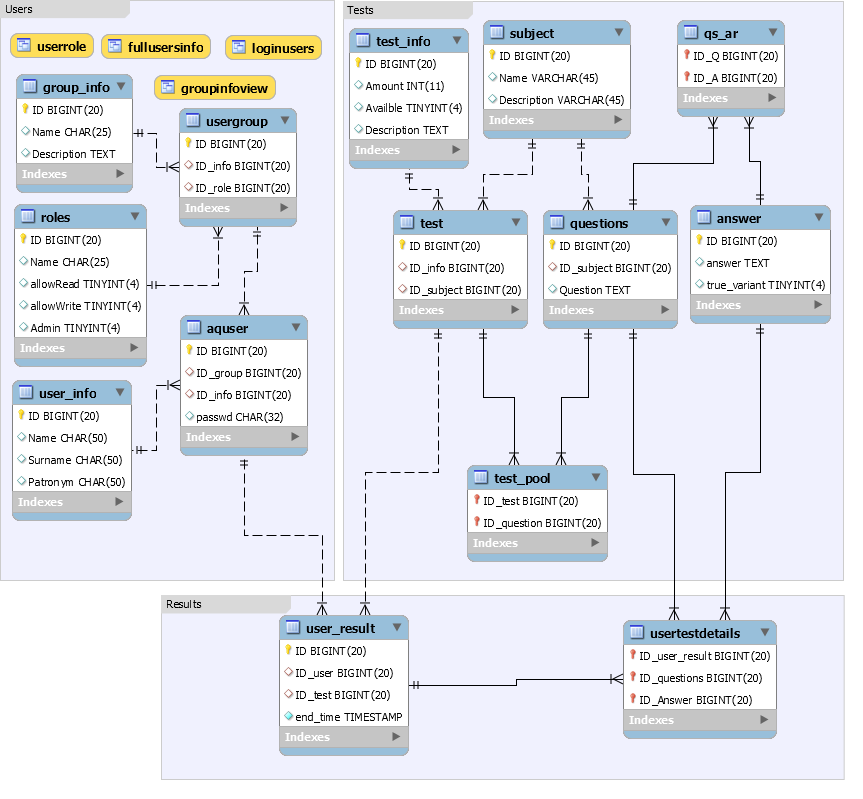 Users
userrole
fullusersinfo
loginusers
groupinfoview
group_info
ID BIGINT(20)
Name CHAR(25)
Description TEXT
Indexes
usergroup
ID BIGINT(20)
ID_info BIGINT(20)
ID_role BIGINT(20)
Indexes
roles
ID BIGINT(20)
Name CHAR(25)
allowRead TINYINT(4)
allowWrite TINYINT(4)
Admin TINYINT(4)
Indexes
aquser
ID BIGINT(20)
ID_group BIGINT(20)
ID_info BIGINT(20)
passwd CHAR(32)
Indexes
user_info
ID BIGINT(20)
Name CHAR(50)
Surname CHAR(50)
Patronym CHAR(50)
Indexes
Tests
test_info
ID BIGINT(20)
Amount INT(11)
Availble TINYINT(4)
Description TEXT
Indexes
subject
ID BIGINT(20)
Name VARCHAR(45)
Description VARCHAR(45)
Indexes
qs_ar
ID_Q BIGINT(20)
ID_A BIGINT(20)
Indexes
test
ID BIGINT(20)
ID_info BIGINT(20)
ID_subject BIGINT(20)
Indexes
questions
ID BIGINT(20)
ID_subject BIGINT(20)
Question TEXT
Indexes
answer
ID BIGINT(20)
answer TEXT
true_variant TINYINT(4)
Indexes
test_pool
ID_test BIGINT(20)
ID_question BIGINT(20)
Indexes
Results
user_result
ID BIGINT(20)
ID_user BIGINT(20)
ID_test BIGINT(20)
end_time TIMESTAMP
Indexes
usertestdetails
ID_user_result BIGINT(20)
ID_questions BIGINT(20)
ID_Answer BIGINT(20)
Indexes